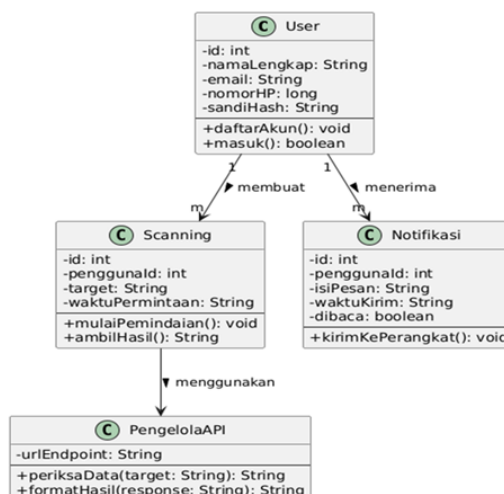 C User
-id: int
-namaLengkap: String
-email: String
-nomorHP: long
-sandiHash: String
+daftarAkun(): void
+masuk(): boolean
1 1
membuat menerima
m m
C Scanning
-id: int
-penggunaId: int
-target: String
-waktuPermintaan: String
+mulaiPemindaian(): void
+ambilHasil(): String
C Notifikasi
-id: int
-penggunaId: int
-isiPesan: String
-waktuKirim: String
-dibaca: boolean
+kirimKePerangkat(): void
menggunakan
C PengelolaAPI
-urlEndpoint: String
+periksaData(target: String): String
+formatHasil(response: String): String